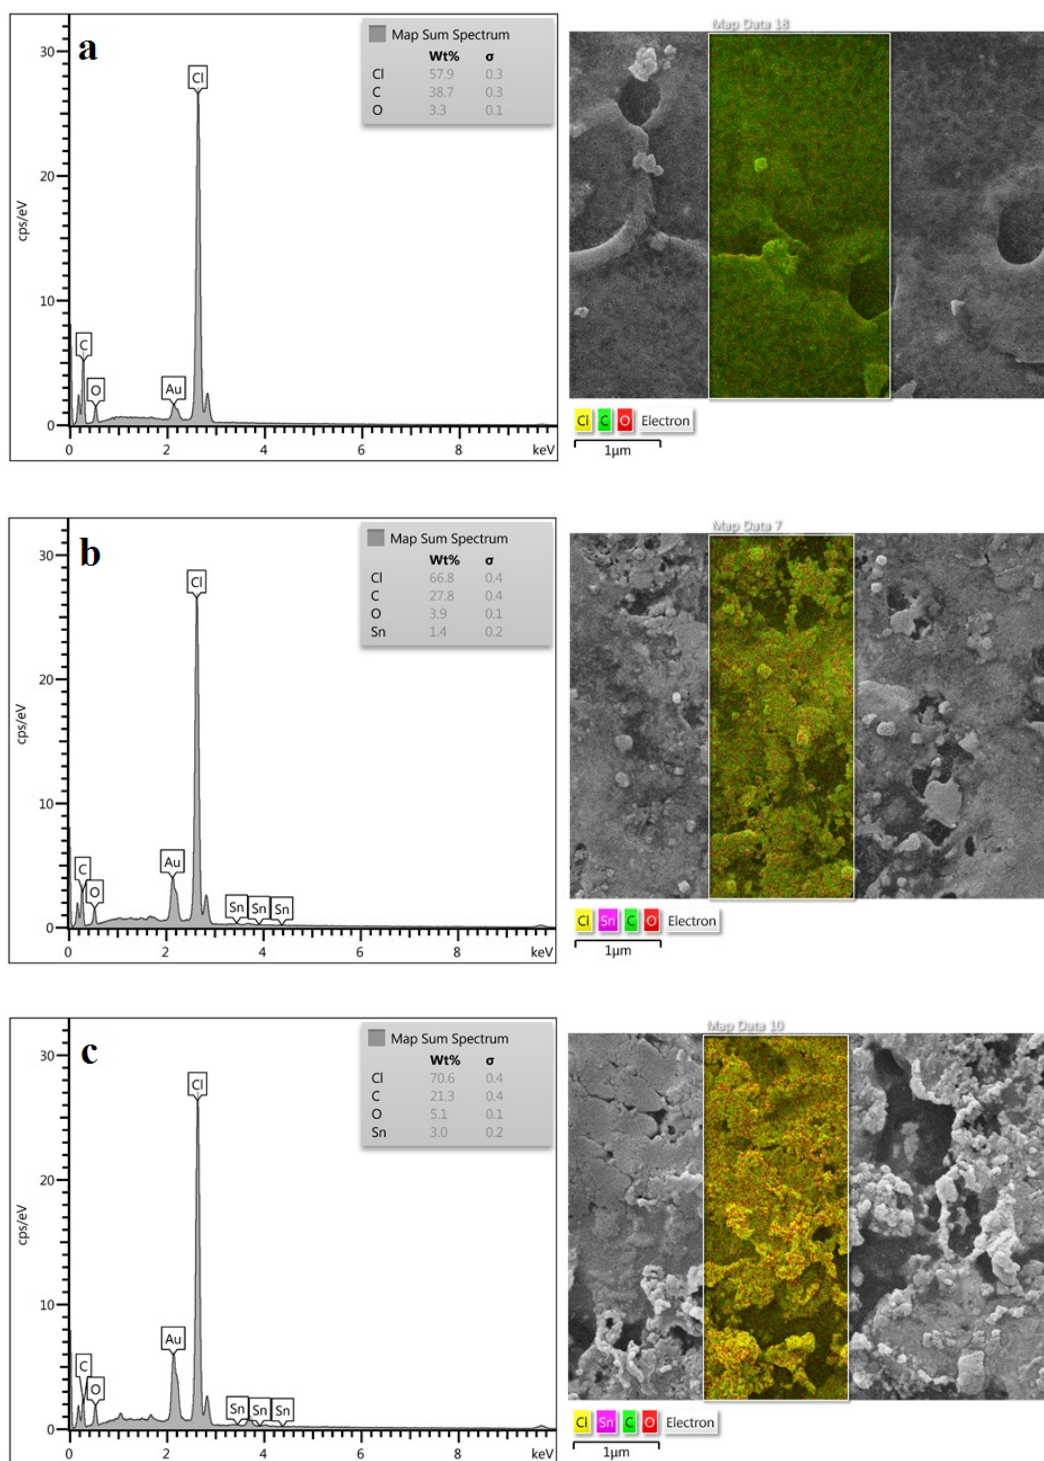 a
Map Sum Spectrum
Wt% σ
Cl 57.9 0.3
C 38.7 0.3
O 3.3 0.1
30
20
10
0
cps/eV
Cl
C
O
Au
0 2 4 6 8 keV
Map Data 18
Cl C O Electron
1µm
b
Map Sum Spectrum
Wt% σ
Cl 66.8 0.4
C 27.8 0.4
O 3.9 0.1
Sn 1.4 0.2
30
20
10
0
cps/eV
Cl
C
O
Au
Sn Sn Sn
0 2 4 6 8 keV
Map Data 7
Cl Sn C O Electron
1µm
c
Map Sum Spectrum
Wt% σ
Cl 70.6 0.4
C 21.3 0.4
O 5.1 0.1
Sn 3.0 0.2
30
20
10
0
cps/eV
Cl
C
O
Au
Sn Sn Sn
0 2 4 6 8 keV
Map Data 10
Cl Sn C O Electron
1µm